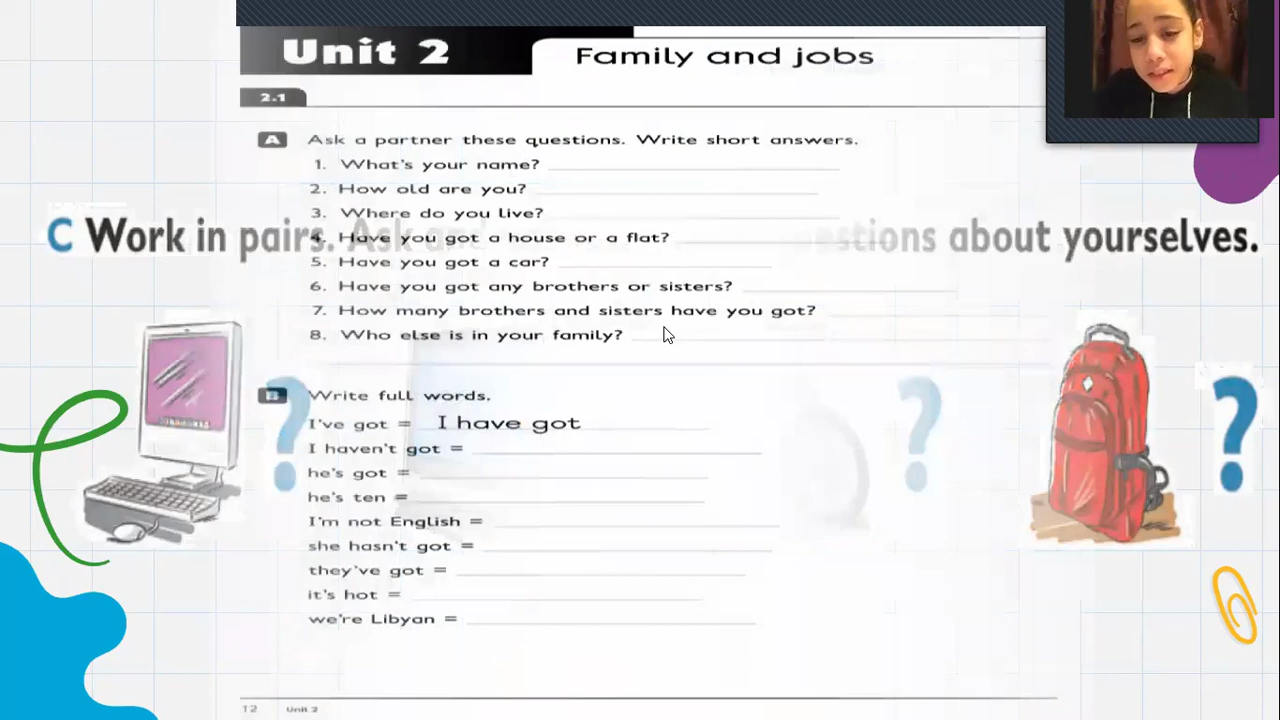 Unit 2
Family and jobs
2.1
A Ask a partner these questions. Write short answers.
1. What's your name?
2. How old are you?
3. Where do you live?
C Work in pairs. Ask and questions about yourselves.
4. Have you got a house or a flat?
5. Have you got a car?
6. Have you got any brothers or sisters?
7. How many brothers and sisters have you got?
8. Who else is in your family?
? ? ?
B Write full words.
I've got = I have got
I haven't got =
he's got =
he's ten =
I'm not English =
she hasn't got =
they've got =
it's hot =
we're Libyan =
12 Unit 2